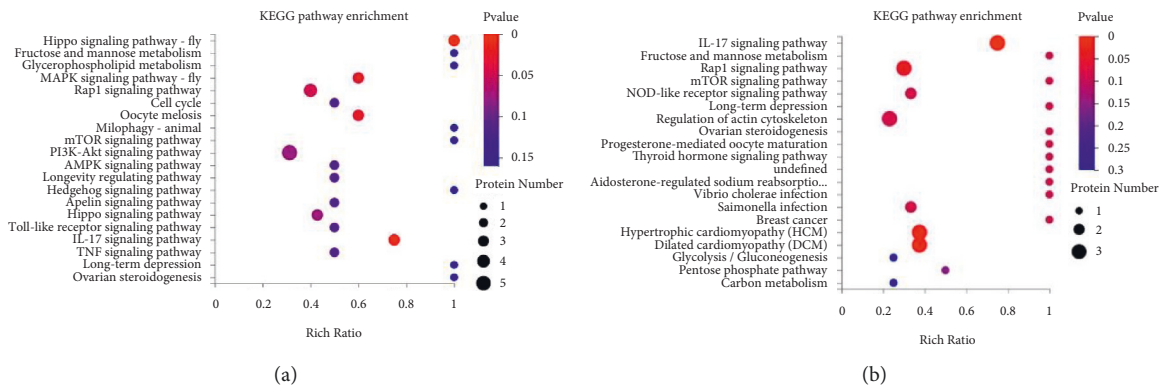 KEGG pathway enrichment
Hippo signaling pathway - fly
Fructose and mannose metabolism
Glycerophospholipid metabolism
MAPK signaling pathway - fly
Rap1 signaling pathway
Cell cycle
Oocyte melosis
Milophagy - animal
mTOR signaling pathway
PI3K-Akt signaling pathway
AMPK signaling pathway
Longevity regulating pathway
Hedgehog signaling pathway
Apelin signaling pathway
Hippo signaling pathway
Toll-like receptor signaling pathway
IL-17 signaling pathway
TNF signaling pathway
Long-term depression
Ovarian steroidogenesis
0 0.2 0.4 0.6 0.8 1
Rich Ratio
Pvalue
0
0.05
0.1
0.15
Protein Number
1
2
3
4
5
(a)
KEGG pathway enrichment
IL-17 signaling pathway
Fructose and mannose metabolism
Rap1 signaling pathway
mTOR signaling pathway
NOD-like receptor signaling pathway
Long-term depression
Regulation of actin cytoskeleton
Ovarian steroidogenesis
Progesterone-mediated oocyte maturation
Thyroid hormone signaling pathway
undefined
Aidosterone-regulated sodium reabsorptio...
Vibrio cholerae infection
Saimonella infection
Breast cancer
Hypertrophic cardiomyopathy (HCM)
Dilated cardiomyopathy (DCM)
Glycolysis / Gluconeogenesis
Pentose phosphate pathway
Carbon metabolism
0 0.2 0.4 0.6 0.8 1
Rich Ratio
Pvalue
0
0.05
0.1
0.15
0.2
0.25
0.3
Protein Number
1
2
3
(b)